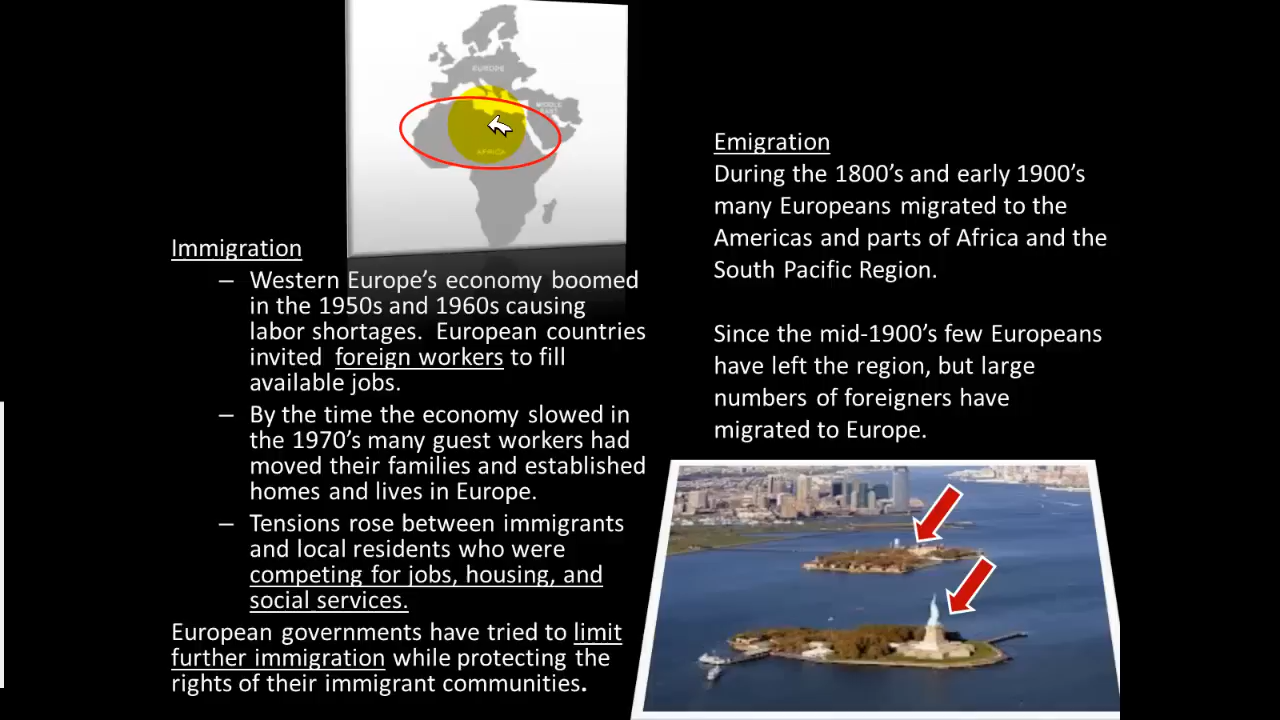 EUROPE
MIDDLE
EAST
AFRICA
Immigration
– Western Europe's economy boomed
in the 1950s and 1960s causing
labor shortages. European countries
invited foreign workers to fill
available jobs.
– By the time the economy slowed in
the 1970's many guest workers had
moved their families and established
homes and lives in Europe.
– Tensions rose between immigrants
and local residents who were
competing for jobs, housing, and
social services.
European governments have tried to limit
further immigration while protecting the
rights of their immigrant communities.
Emigration
During the 1800's and early 1900's
many Europeans migrated to the
Americas and parts of Africa and the
South Pacific Region.
Since the mid-1900's few Europeans
have left the region, but large
numbers of foreigners have
migrated to Europe.